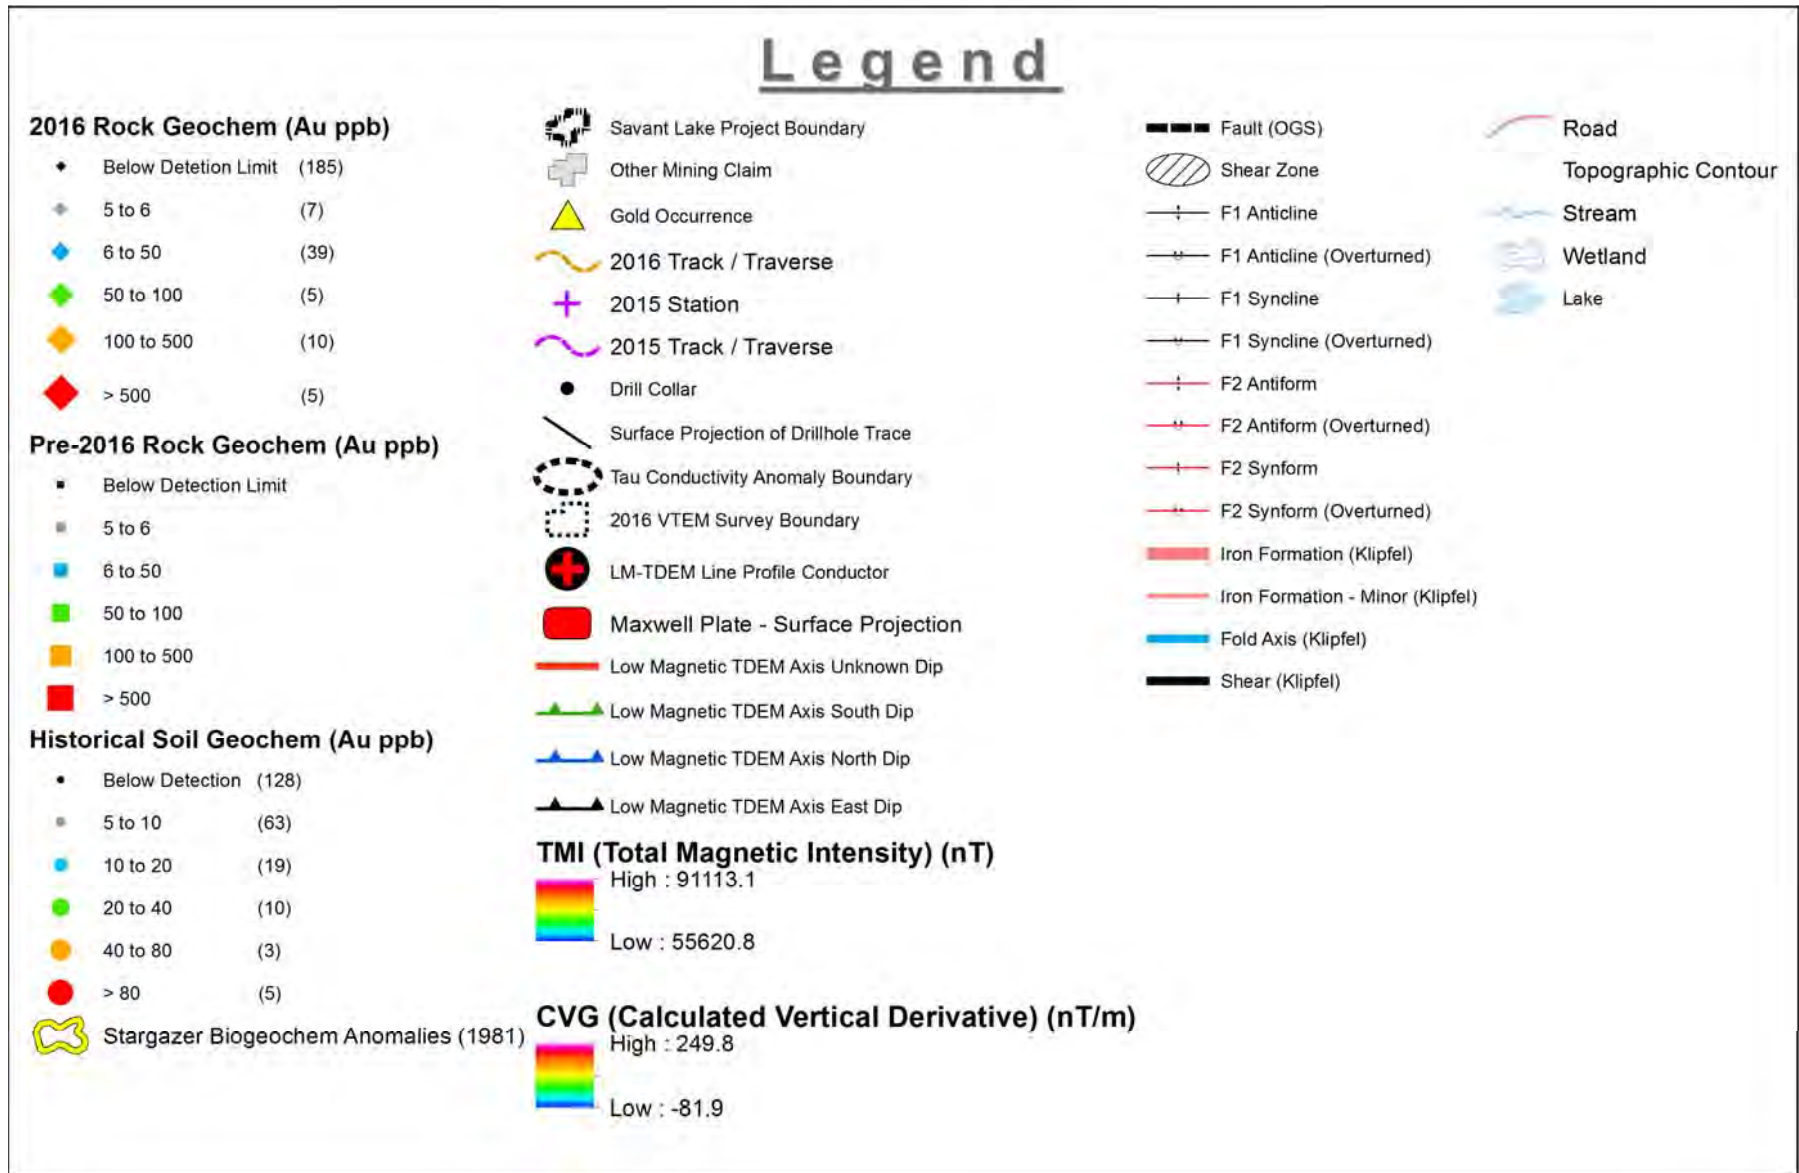 Legend
2016 Rock Geochem (Au ppb)
Below Detetion Limit (185)
5 to 6 (7)
6 to 50 (39)
50 to 100 (5)
100 to 500 (10)
> 500 (5)
Pre-2016 Rock Geochem (Au ppb)
Below Detection Limit
5 to 6
6 to 50
50 to 100
100 to 500
> 500
Historical Soil Geochem (Au ppb)
Below Detection (128)
5 to 10 (63)
10 to 20 (19)
20 to 40 (10)
40 to 80 (3)
> 80 (5)
Stargazer Biogeochem Anomalies (1981)
Savant Lake Project Boundary
Other Mining Claim
Gold Occurrence
2016 Track / Traverse
2015 Station
2015 Track / Traverse
Drill Collar
Surface Projection of Drillhole Trace
Tau Conductivity Anomaly Boundary
2016 VTEM Survey Boundary
LM-TDEM Line Profile Conductor
Maxwell Plate - Surface Projection
Low Magnetic TDEM Axis Unknown Dip
Low Magnetic TDEM Axis South Dip
Low Magnetic TDEM Axis North Dip
Low Magnetic TDEM Axis East Dip
TMI (Total Magnetic Intensity) (nT)
High : 91113.1
Low : 55620.8
CVG (Calculated Vertical Derivative) (nT/m)
High : 249.8
Low : -81.9
Fault (OGS)
Shear Zone
F1 Anticline
F1 Anticline (Overturned)
F1 Syncline
F1 Syncline (Overturned)
F2 Antiform
F2 Antiform (Overturned)
F2 Synform
F2 Synform (Overturned)
Iron Formation (Klipfel)
Iron Formation - Minor (Klipfel)
Fold Axis (Klipfel)
Shear (Klipfel)
Road
Topographic Contour
Stream
Wetland
Lake